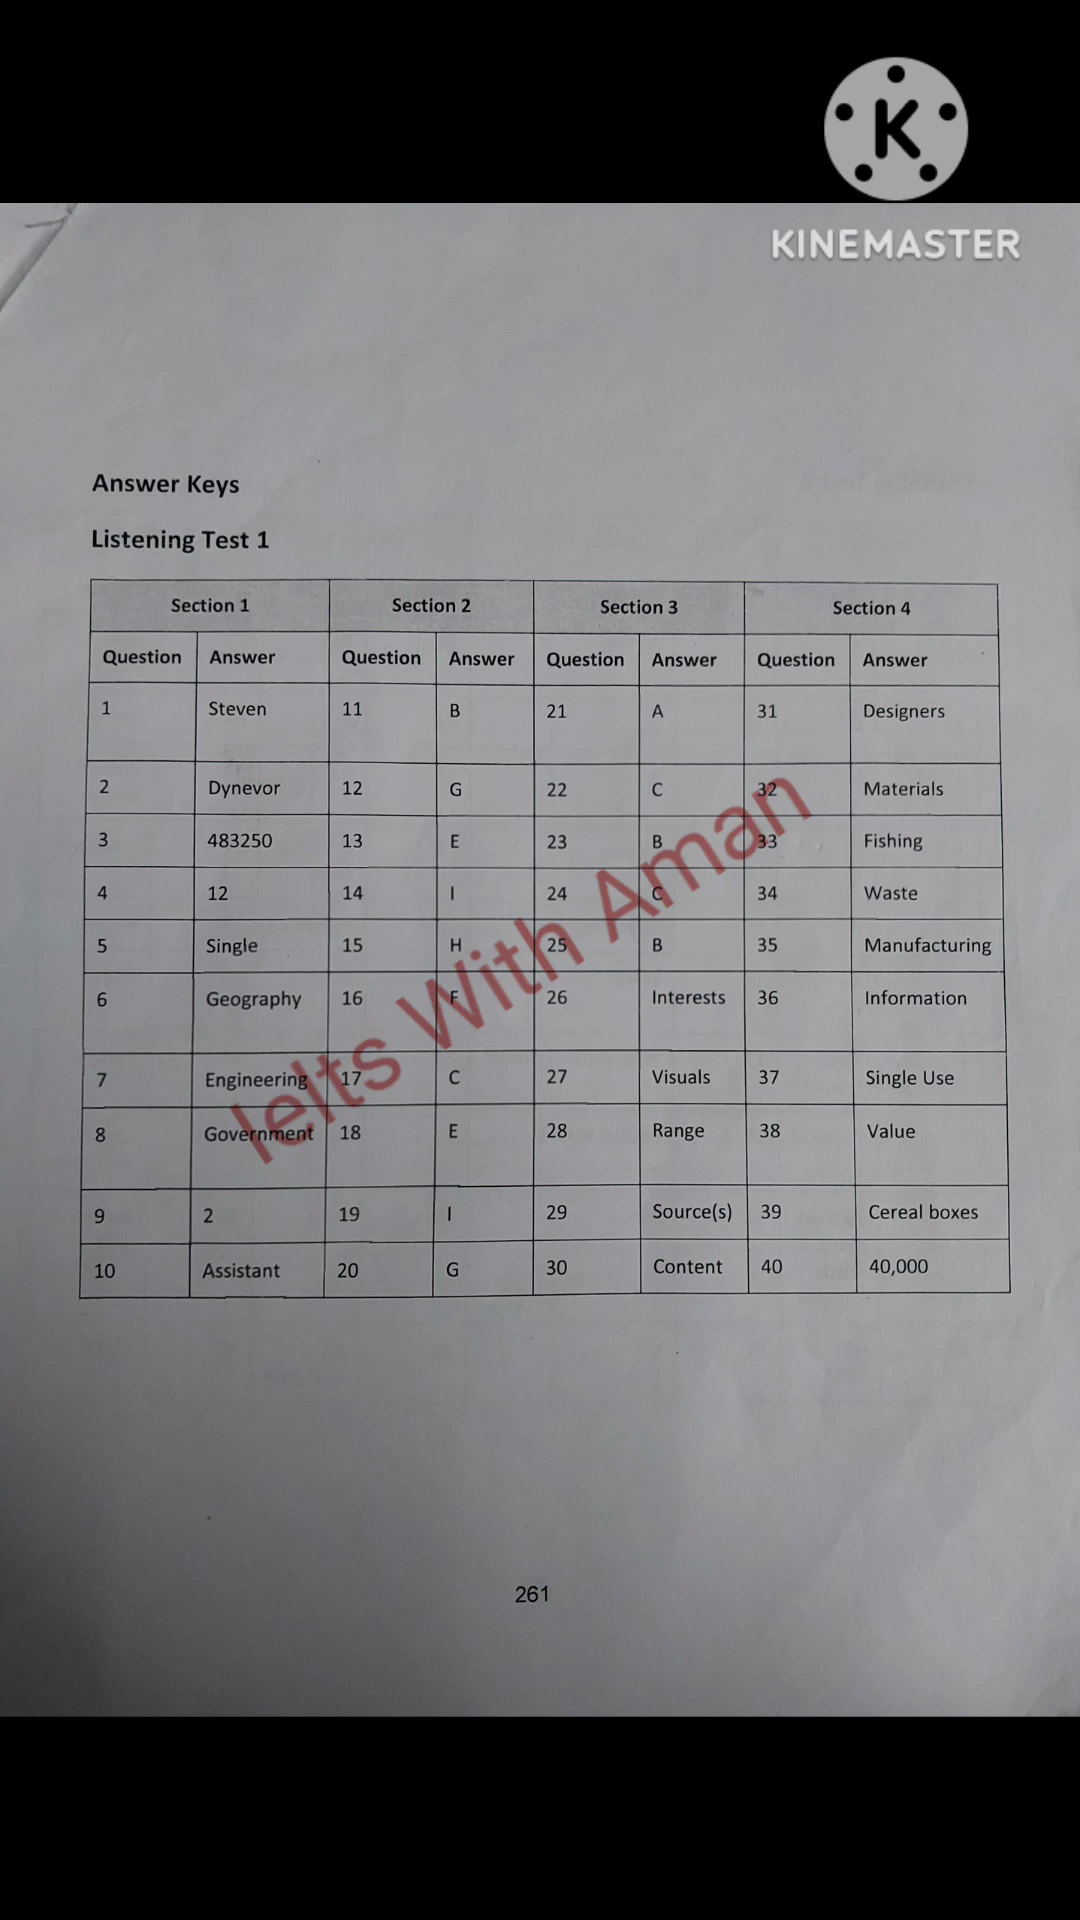 K
KINEMASTER
Answer Keys
Listening Test 1
Section 1 Section 2 Section 3 Section 4
Question Answer Question Answer Question Answer Question Answer
1 Steven 11 B 21 A 31 Designers
2 Dynevor 12 G 22 C 32 Materials
3 483250 13 E 23 B 33 Fishing
4 12 14 I 24 C 34 Waste
5 Single 15 H 25 B 35 Manufacturing
6 Geography 16 F 26 Interests 36 Information
7 Engineering 17 C 27 Visuals 37 Single Use
8 Government 18 E 28 Range 38 Value
9 2 19 I 29 Source(s) 39 Cereal boxes
10 Assistant 20 G 30 Content 40 40,000
Ielts With Aman
261